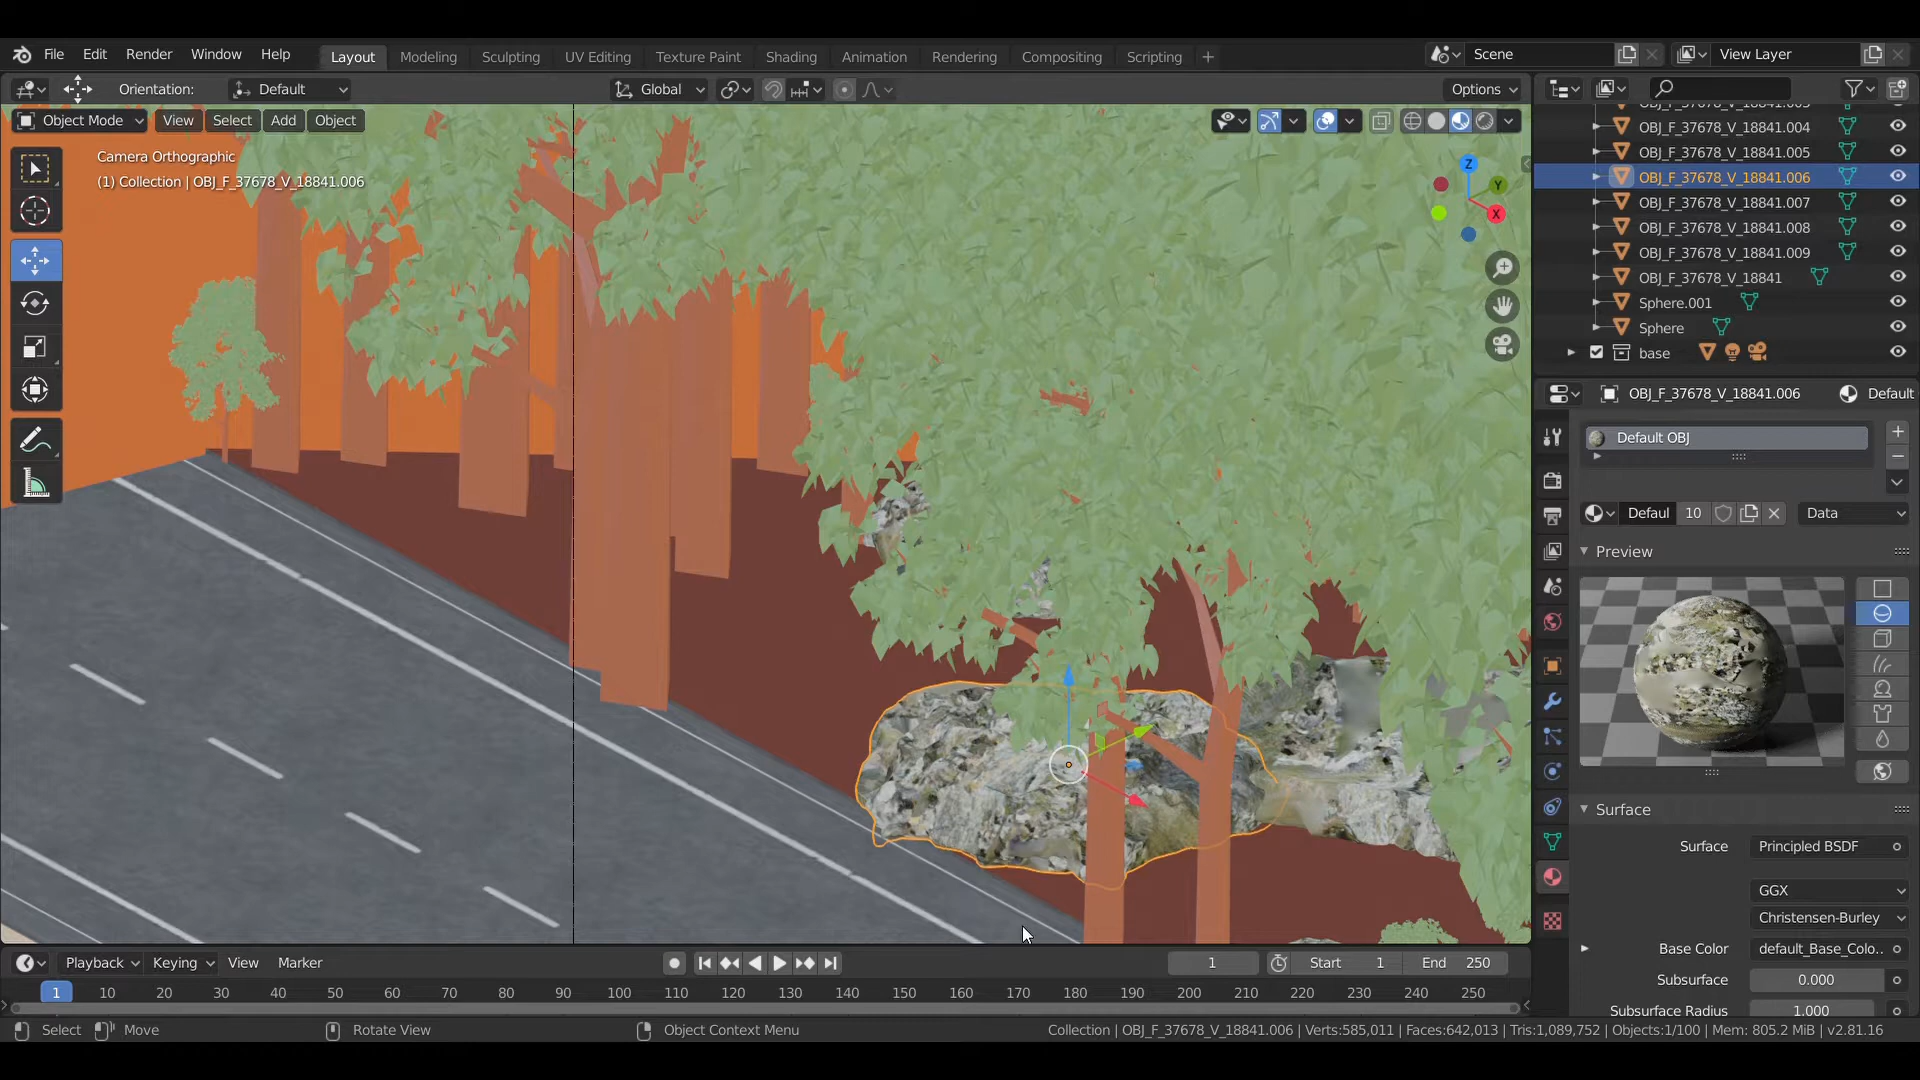 File Edit Render Window Help Layout Modeling Sculpting UV Editing Texture Paint Shading Animation Rendering Compositing Scripting + Scene View Layer
Orientation: Default Global Options
Object Mode View Select Add Object
Camera Orthographic
(1) Collection | OBJ_F_37678_V_18841.006
Z
Y
X
OBJ_F_37678_V_18841.003
OBJ_F_37678_V_18841.004
OBJ_F_37678_V_18841.005
OBJ_F_37678_V_18841.006
OBJ_F_37678_V_18841.007
OBJ_F_37678_V_18841.008
OBJ_F_37678_V_18841.009
OBJ_F_37678_V_18841
Sphere.001
Sphere
base
OBJ_F_37678_V_18841.006 Default
Default OBJ
Defaul 10 Data
Preview
Surface
Surface Principled BSDF
GGX
Christensen-Burley
Base Color default_Base_Colo..
Subsurface 0.000
Subsurface Radius 1.000
Playback Keying View Marker 1 Start 1 End 250
1 10 20 30 40 50 60 70 80 90 100 110 120 130 140 150 160 170 180 190 200 210 220 230 240 250
Select Move Rotate View Object Context Menu Collection | OBJ_F_37678_V_18841.006 | Verts:585,011 | Faces:642,013 | Tris:1,089,752 | Objects:1/100 | Mem: 805.2 MiB | v2.81.16